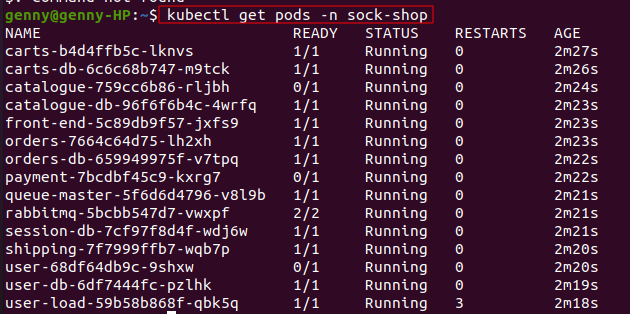 genny@genny-HP:~$ kubectl get pods -n sock-shop
NAME READY STATUS RESTARTS AGE
carts-b4d4ffb5c-lknvs 1/1 Running 0 2m27s
carts-db-6c6c68b747-m9tck 1/1 Running 0 2m26s
catalogue-759cc6b86-rljbh 0/1 Running 0 2m24s
catalogue-db-96f6f6b4c-4wrfq 1/1 Running 0 2m23s
front-end-5c89db9f57-jxfs9 1/1 Running 0 2m23s
orders-7664c64d75-lh2xh 1/1 Running 0 2m23s
orders-db-659949975f-v7tpq 1/1 Running 0 2m22s
payment-7bcdbf45c9-kxrg7 0/1 Running 0 2m22s
queue-master-5f6d6d4796-v8l9b 1/1 Running 0 2m21s
rabbitmq-5bcbb547d7-vwxpf 2/2 Running 0 2m21s
session-db-7cf97f8d4f-wdj6w 1/1 Running 0 2m21s
shipping-7f7999ffb7-wqb7p 1/1 Running 0 2m20s
user-68df64db9c-9shxw 0/1 Running 0 2m20s
user-db-6df7444fc-pzlhk 1/1 Running 0 2m19s
user-load-59b58b868f-qbk5q 1/1 Running 3 2m18s